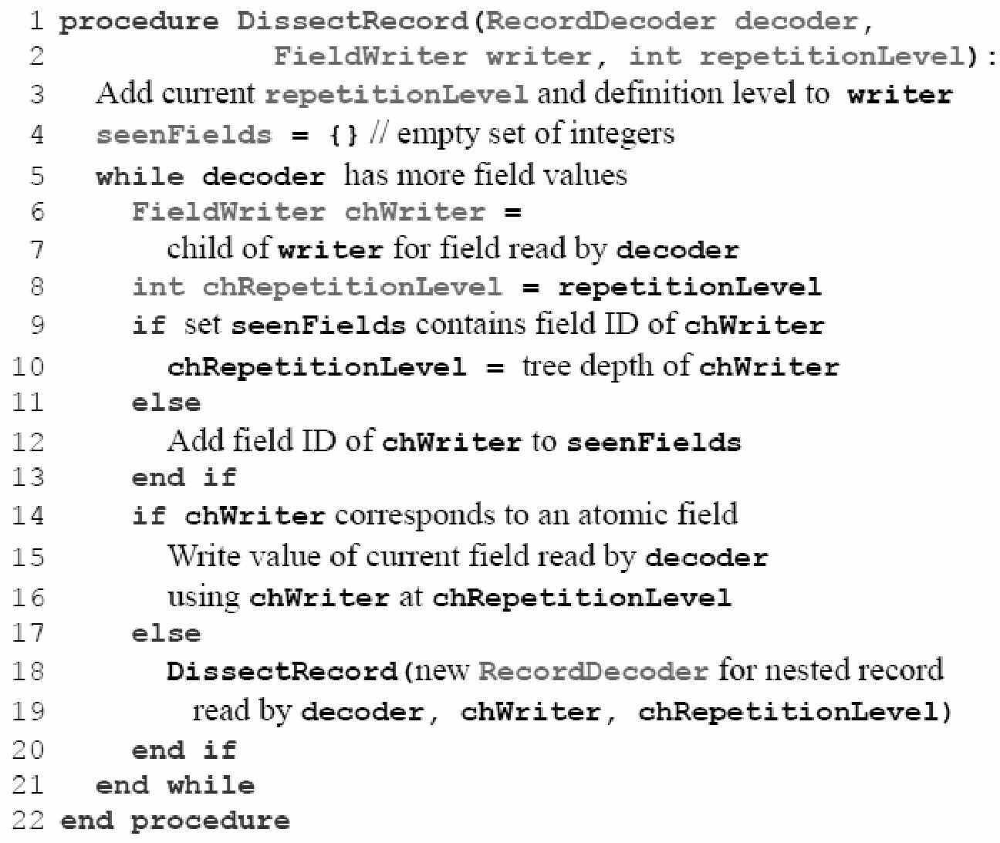 1 procedure DissectRecord(RecordDecoder decoder,
2 FieldWriter writer, int repetitionLevel):
3 Add current repetitionLevel and definition level to writer
4 seenFields = {} // empty set of integers
5 while decoder has more field values
6 FieldWriter chWriter =
7 child of writer for field read by decoder
8 int chRepetitionLevel = repetitionLevel
9 if set seenFields contains field ID of chWriter
10 chRepetitionLevel = tree depth of chWriter
11 else
12 Add field ID of chWriter to seenFields
13 end if
14 if chWriter corresponds to an atomic field
15 Write value of current field read by decoder
16 using chWriter at chRepetitionLevel
17 else
18 DissectRecord(new RecordDecoder for nested record
19 read by decoder, chWriter, chRepetitionLevel)
20 end if
21 end while
22 end procedure